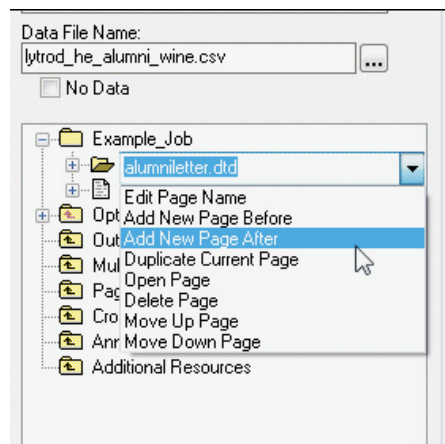 Data File Name:
lytrod_he_alumni_wine.csv
...
No Data
Example_Job
alumniletter.dtd
Edit Page Name
Opt Add New Page Before
Out Add New Page After
Mul Duplicate Current Page
Open Page
Pag Delete Page
Cro Move Up Page
Ann Move Down Page
Additional Resources